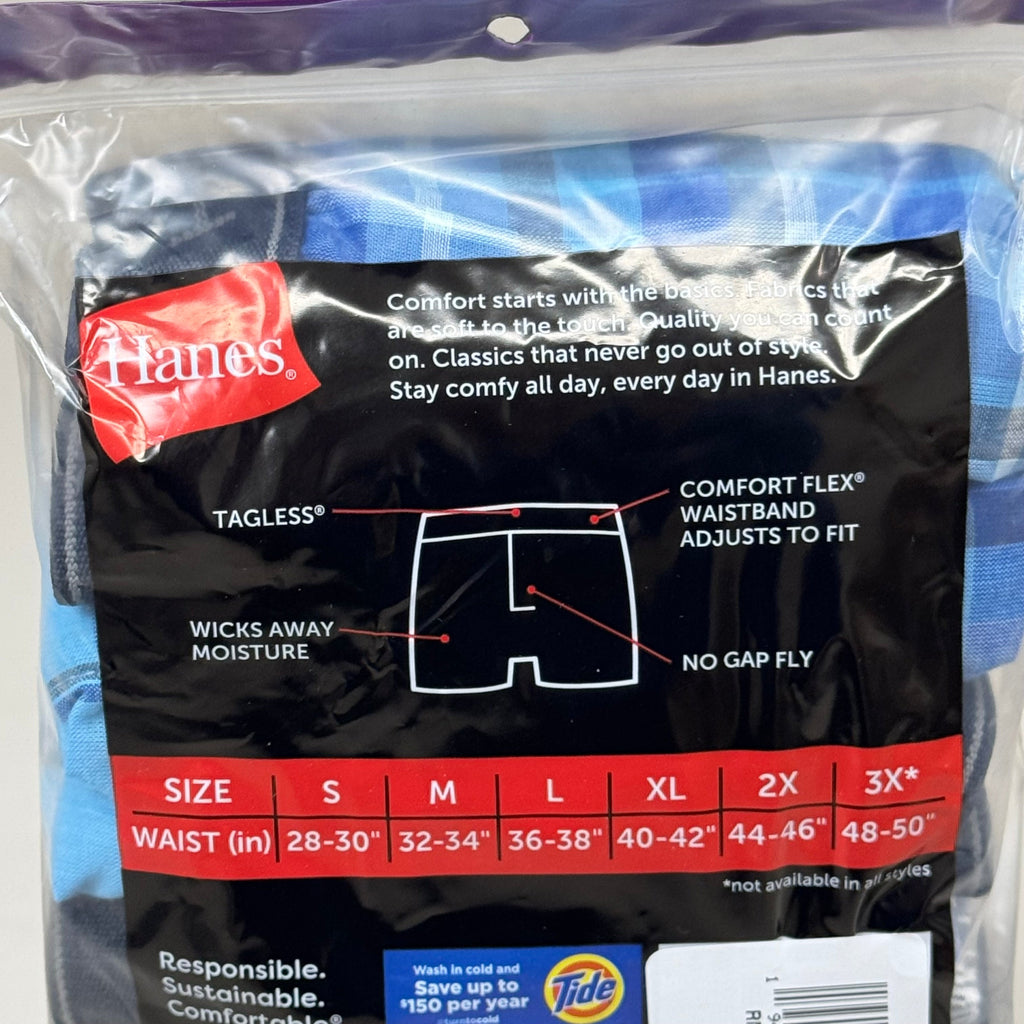 Hanes®
Comfort starts with the basics. Fabrics that
are soft to the touch. Quality you can count
on. Classics that never go out of style.
Stay comfy all day, every day in Hanes.
TAGLESS®
COMFORT FLEX®
WAISTBAND
ADJUSTS TO FIT
WICKS AWAY
MOISTURE
NO GAP FLY
SIZE S M L XL 2X 3X*
WAIST (in) 28-30" 32-34" 36-38" 40-42" 44-46" 48-50"
*not available in all styles
Responsible.
Sustainable.
Comfortable®
Wash in cold and
Save up to
$150 per year
#turntocold
Tide